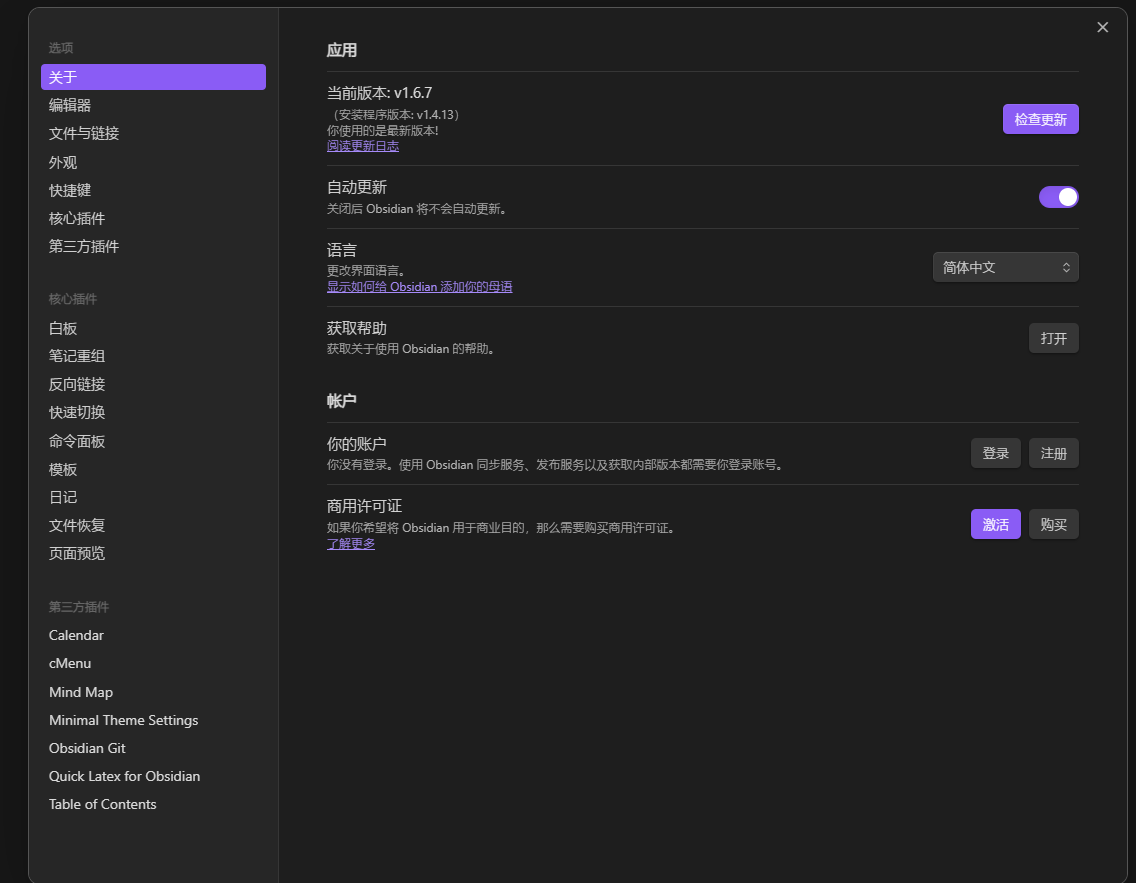 选项
关于
编辑器
文件与链接
外观
快捷键
核心插件
第三方插件
核心插件
白板
笔记重组
反向链接
快速切换
命令面板
模板
日记
文件恢复
页面预览
第三方插件
Calendar
cMenu
Mind Map
Minimal Theme Settings
Obsidian Git
Quick Latex for Obsidian
Table of Contents
应用
当前版本: v1.6.7
（安装程序版本: v1.4.13）
你使用的是最新版本!
阅读更新日志
检查更新
自动更新
关闭后 Obsidian 将不会自动更新。
语言
更改界面语言。
显示如何给 Obsidian 添加你的母语
简体中文
获取帮助
获取关于使用 Obsidian 的帮助。
打开
帐户
你的账户
你没有登录。使用 Obsidian 同步服务、发布服务以及获取内部版本都需要你登录账号。
登录
注册
商用许可证
如果你希望将 Obsidian 用于商业目的，那么需要购买商用许可证。
了解更多
激活
购买